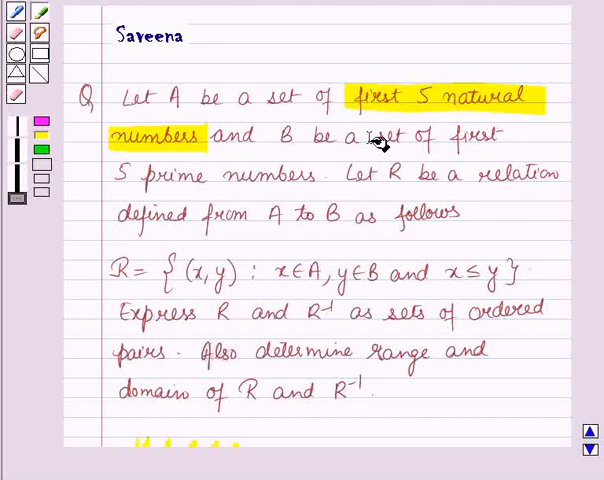 Saveena
Q Let A be a set of first 5 natural
numbers and B be a set of first
5 prime numbers. Let R be a relation
defined from A to B as follows
R = { (x, y) : x ∈ A, y ∈ B and x ≤ y }
Express R and R⁻¹ as sets of ordered
pairs. Also determine range and
domain of R and R⁻¹.